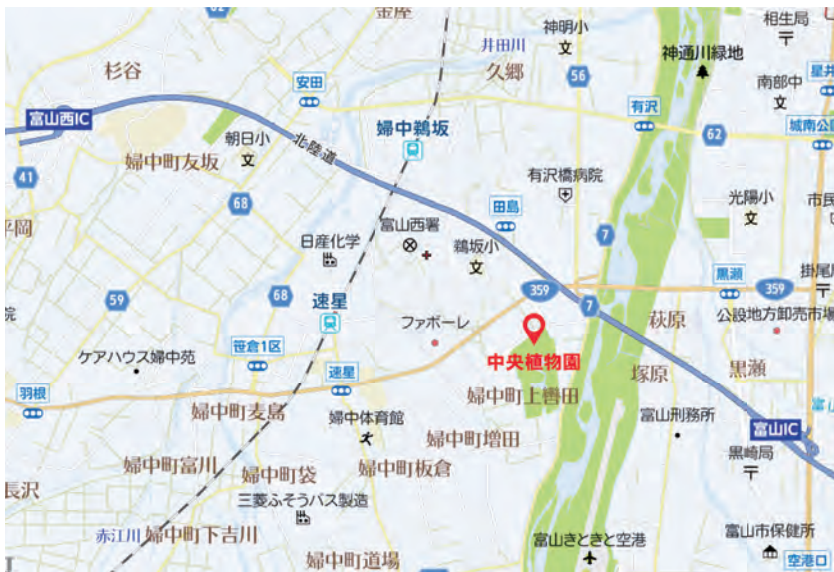 62
金屋
神明小
相生局
井田川
杉谷
久郷
神通川緑地
安田
56
星井
南部中
富山西IC
有沢
婦中鵜坂
62
城南公
朝日小
北陸道
41
婦中町友坂
有沢橋病院
68
光陽小
市民
田島
平岡
富山西署
7
日産化学
鵜坂小
黒瀬
掛尾
59
68
359
359
速星
7
萩原
院
ファボーレ
公設地方卸売市場
ケアハウス婦中苑
笹倉1区
中央植物園
塚原
黒瀬
速星
羽根
婦中町上轡田
富山
婦中町麦島
婦中体育館
富山刑務所
富山IC
婦中町増田
黒崎局
婦中町富川
婦中町板倉
長沢
婦中町袋
三菱ふそうバス製造
赤江川
婦中町下吉川
富山きときと空港
富山市保健所
婦中町道場
空港口